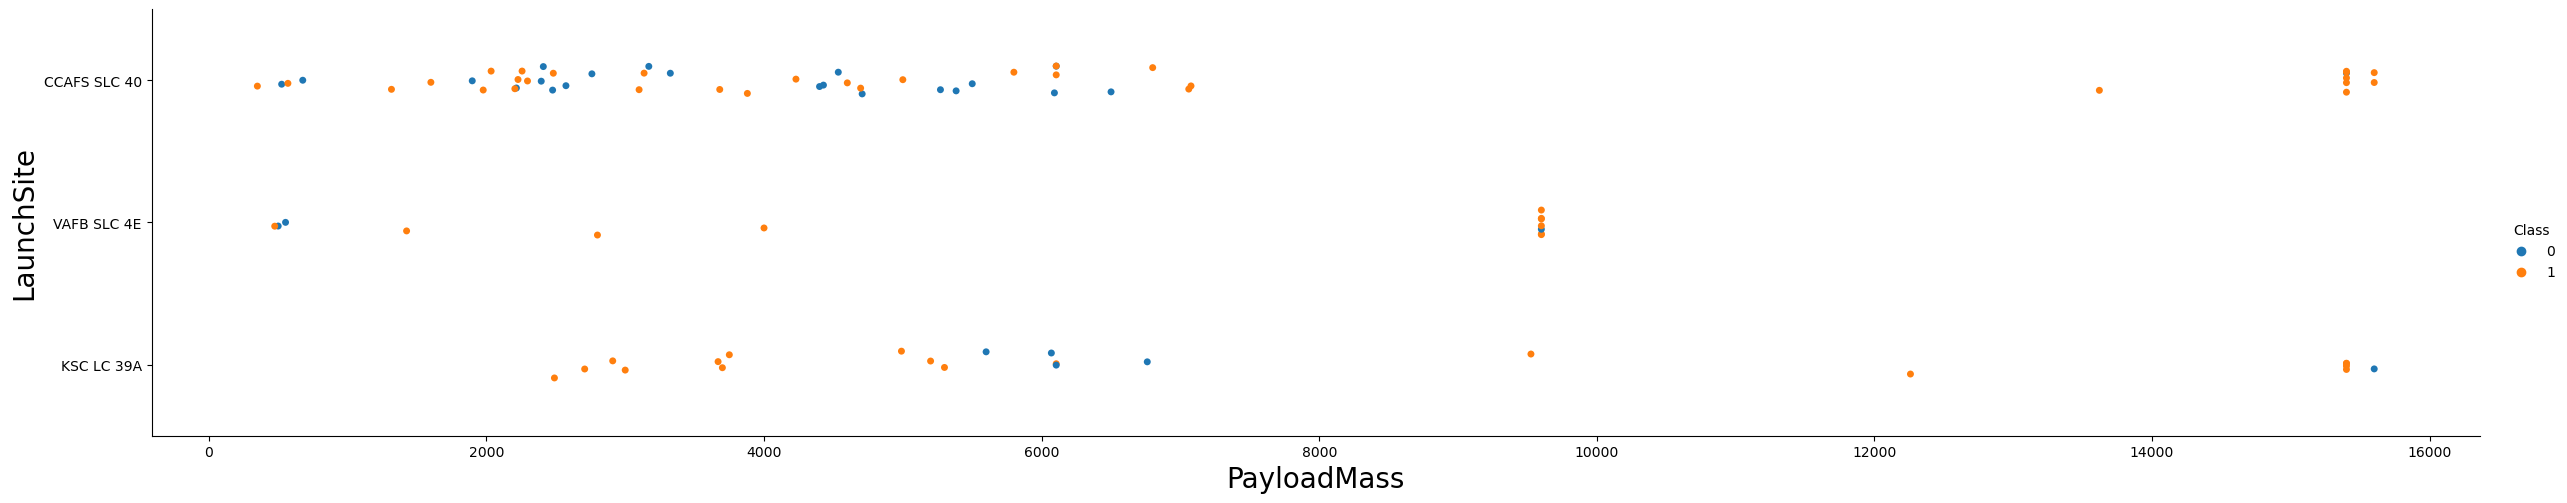 LaunchSite
CCAFS SLC 40
VAFB SLC 4E
KSC LC 39A
0 2000 4000 6000 8000 10000 12000 14000 16000
PayloadMass
Class
0
1